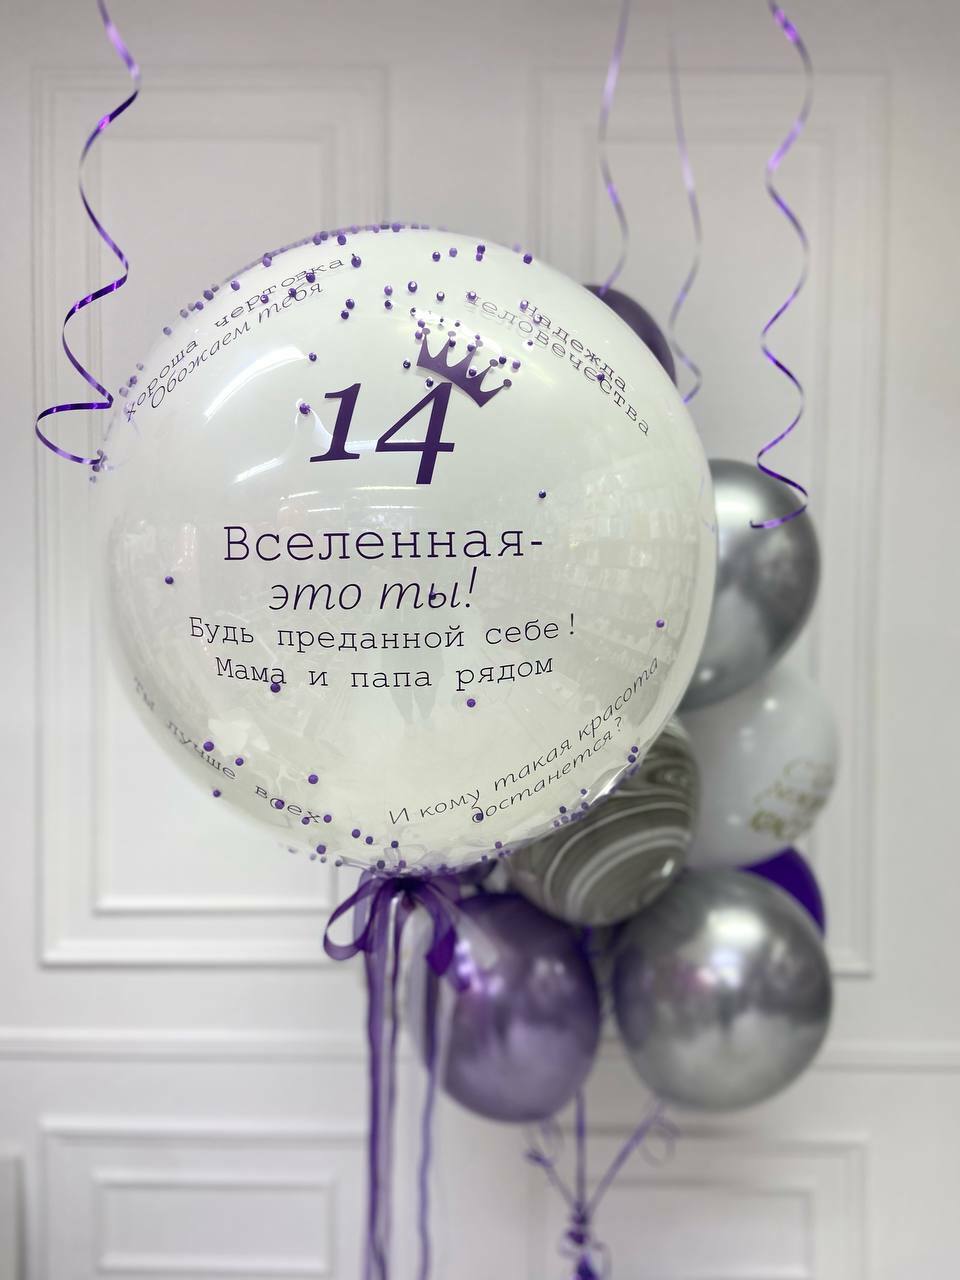 хороша чертовка!
Обожаем тебя
надежда
человечества
14
Вселенная-
это ты!
Будь преданной себе!
Мама и папа рядом
ты лучше всех
И кому такая красота
достанется?